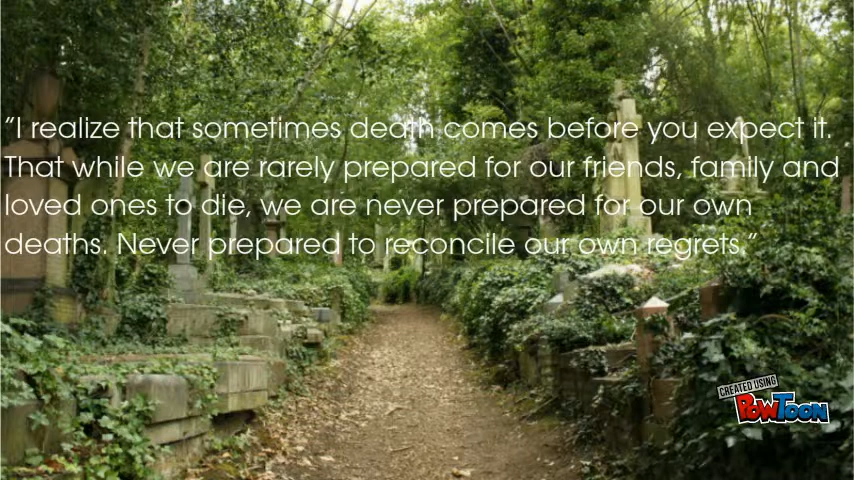 “I realize that sometimes death comes before you expect it.
That while we are rarely prepared for our friends, family and
loved ones to die, we are never prepared for our own
deaths. Never prepared to reconcile our own regrets.”
CREATED USING
POWTOON